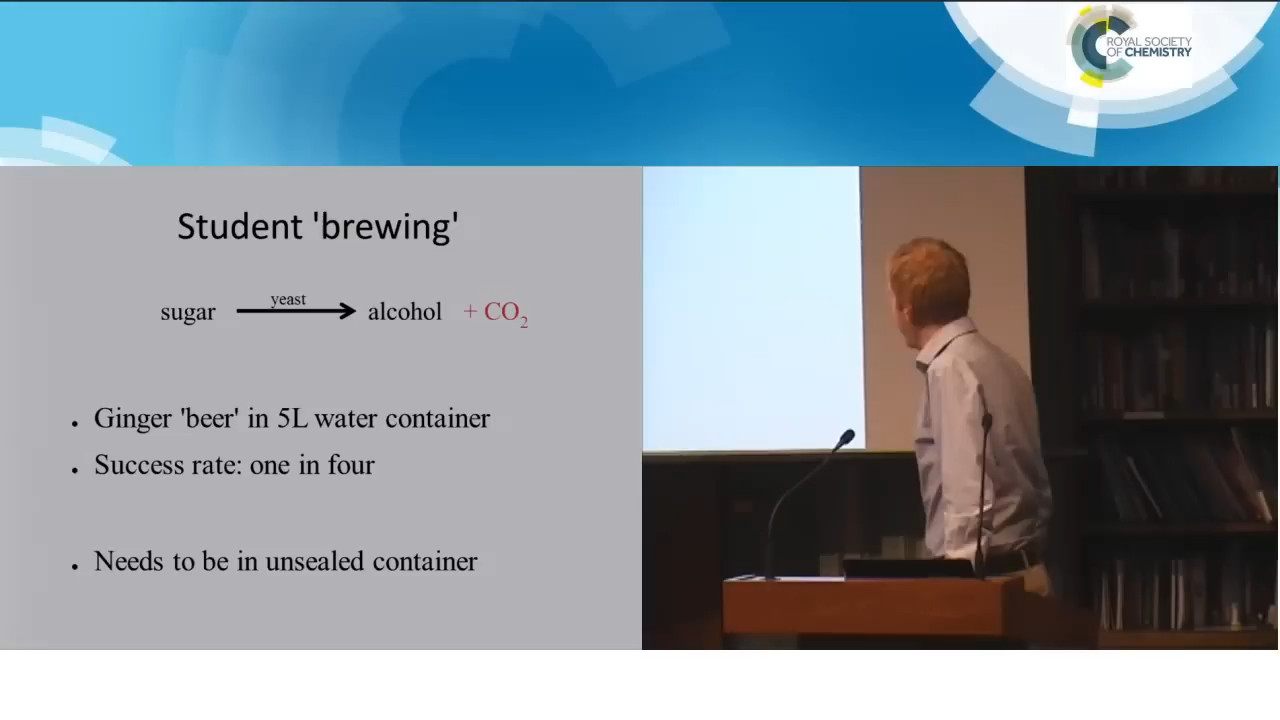 ROYAL SOCIETY
OF CHEMISTRY
Student 'brewing'
sugar yeast alcohol + CO2
Ginger 'beer' in 5L water container
Success rate: one in four
Needs to be in unsealed container